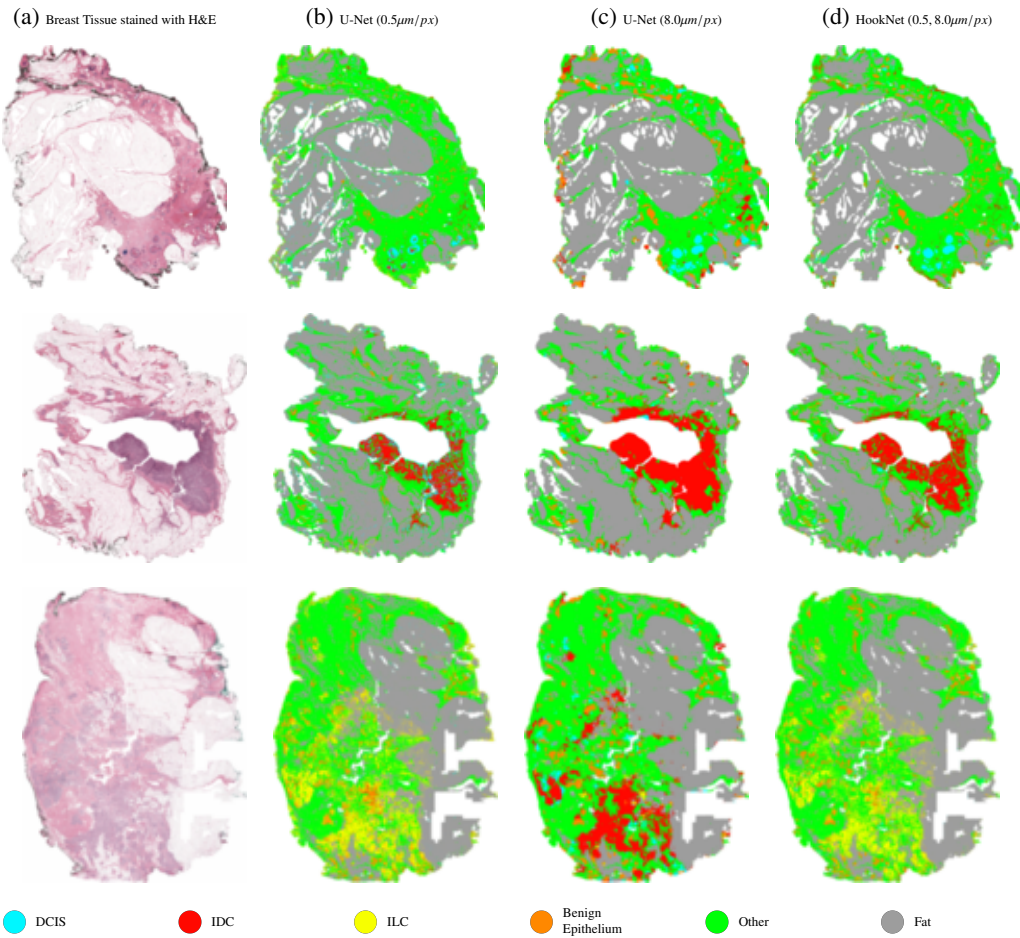 (a) Breast Tissue stained with H&E (b) U-Net (0.5μm/px) (c) U-Net (8.0μm/px) (d) HookNet (0.5, 8.0μm/px)
DCIS IDC ILC Benign Epithelium Other Fat